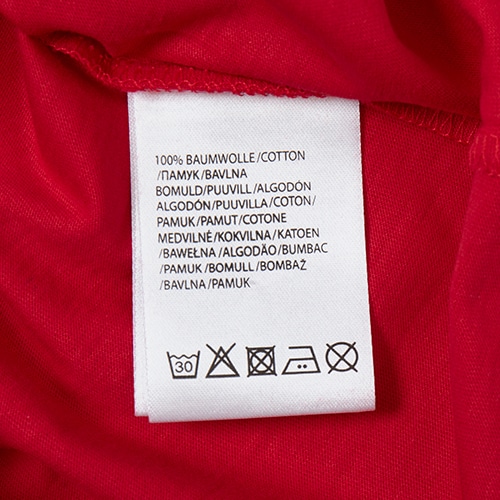 100% BAUMWOLLE/COTTON
/ПАМУК/BAVLNA
BOMULD/PUUVILL/ALGODÓN
ALGODÓN/PUUVILLA/COTON/
PAMUK/PAMUT/COTONE
MEDVILNĖ/KOKVILNA/KATOEN
/BAWEŁNA/ALGODÃO/BUMBAC
/PAMUK/BOMULL/BOMBAŽ
/BAVLNA/PAMUK
30